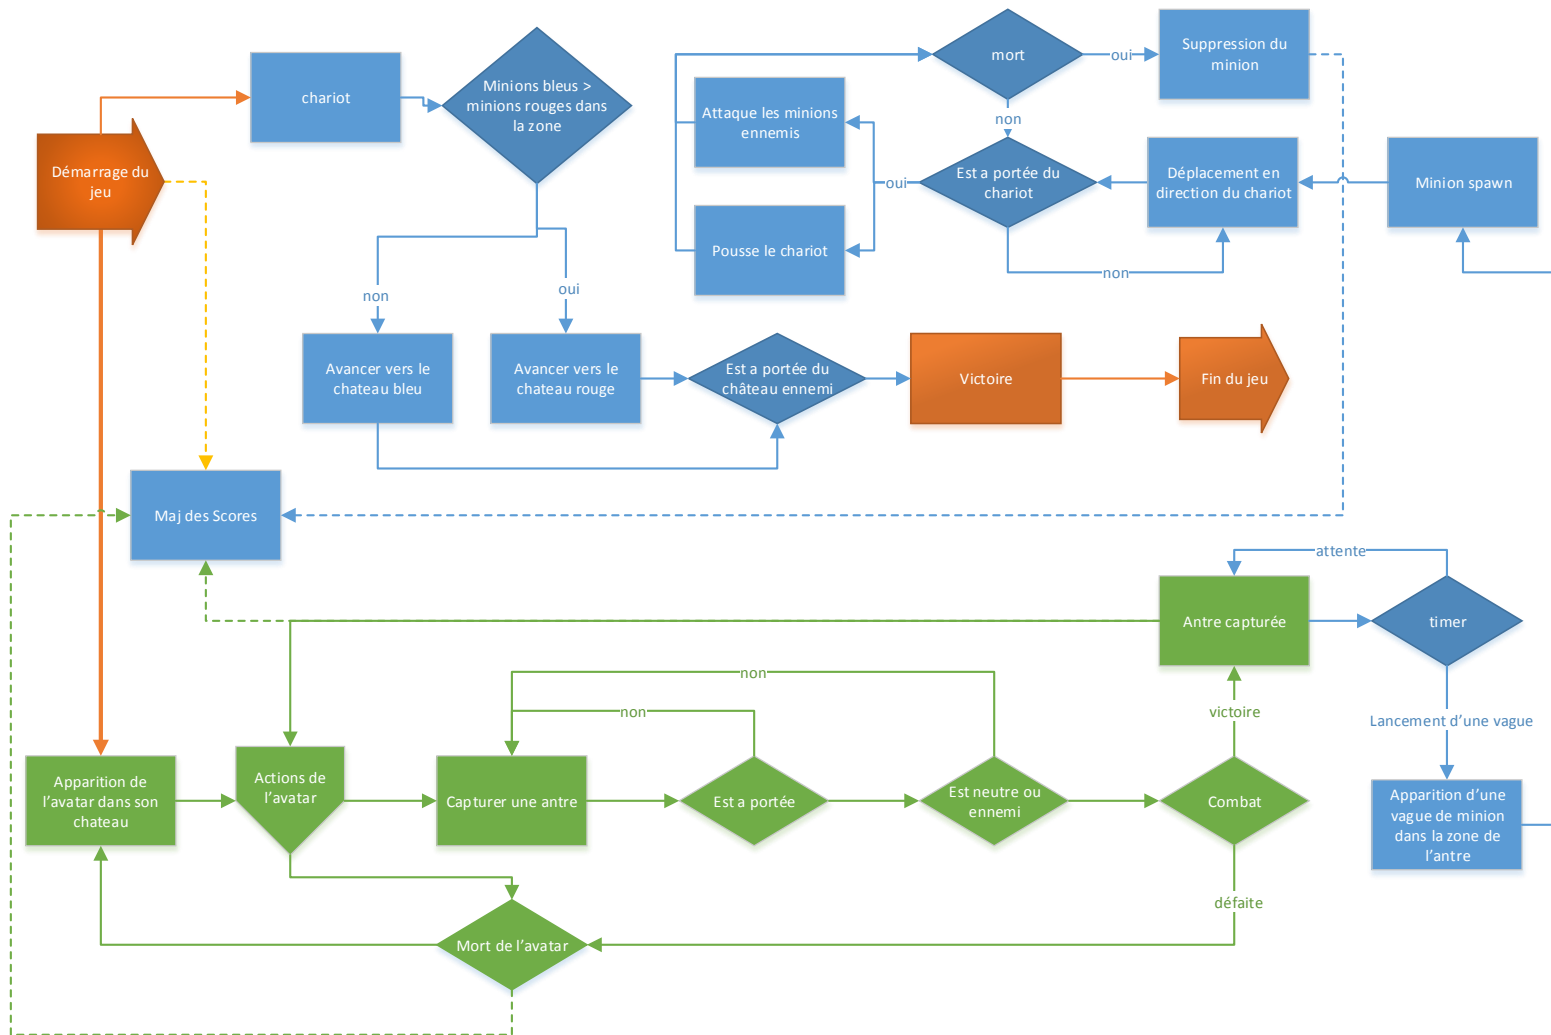 mort
oui
Suppression du
minion
chariot
Minions bleus >
minions rouges dans
la zone
Attaque les minions
ennemis
non
Démarrage du
jeu
Est a portée du
chariot
oui
Déplacement en
direction du chariot
Minion spawn
Pousse le chariot
non
non
oui
Avancer vers le
chateau bleu
Avancer vers le
chateau rouge
Est a portée du
château ennemi
Victoire
Fin du jeu
Maj des Scores
attente
Antre capturée
timer
non
non
victoire
Lancement d’une vague
Apparition de
l’avatar dans son
chateau
Actions de
l’avatar
Capturer une antre
Est a portée
Est neutre ou
ennemi
Combat
Apparition d’une
vague de minion
dans la zone de
l’antre
défaite
Mort de l’avatar